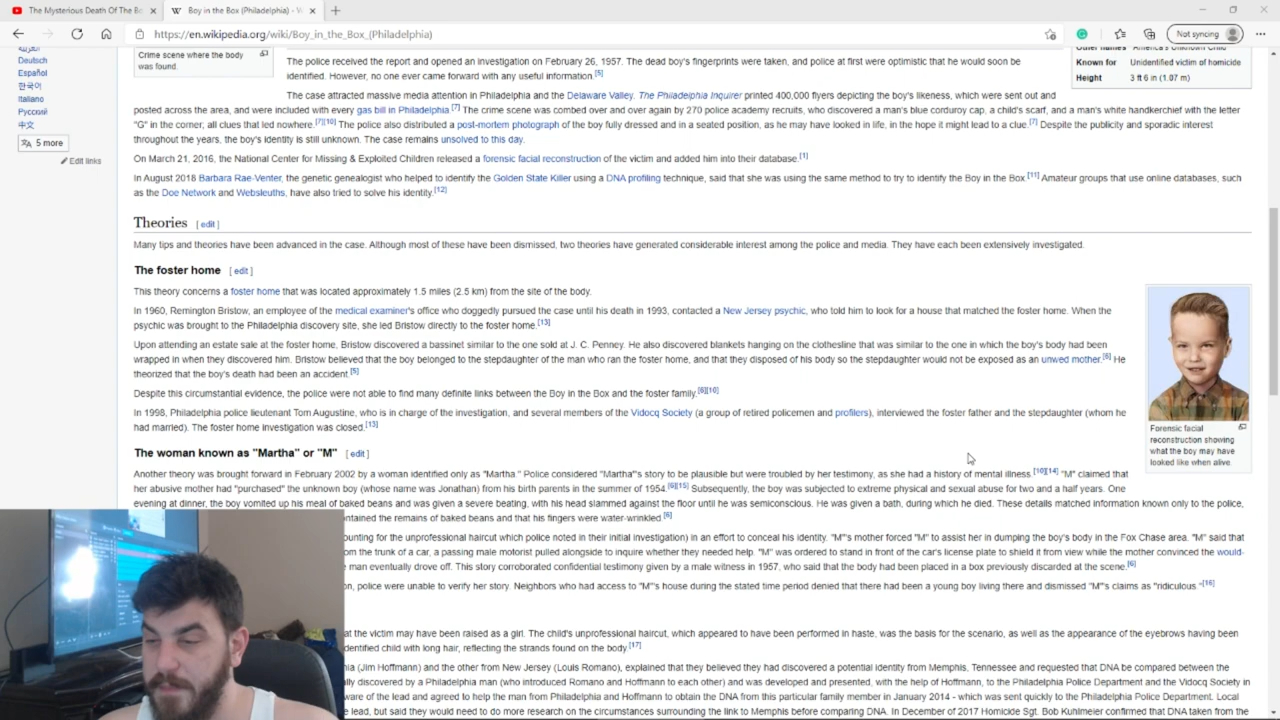 The Mysterious Death Of The Bo
Boy in the Box (Philadelphia) - W
https://en.wikipedia.org/wiki/Boy_in_the_Box_(Philadelphia)
Not syncing
العربية
Deutsch
Español
한국어
Italiano
Русский
中文
5 more
Edit links
Crime scene where the body
was found.
The police received the report and opened an investigation on February 26, 1957. The dead boy's fingerprints were taken, and police at first were optimistic that he would soon be
identified. However, no one ever came forward with any useful information.[5]
Other names America's Unknown Child
Known for Unidentified victim of homicide
Height 3 ft 6 in (1.07 m)
The case attracted massive media attention in Philadelphia and the Delaware Valley. The Philadelphia Inquirer printed 400,000 flyers depicting the boy's likeness, which were sent out and
posted across the area, and were included with every gas bill in Philadelphia.[7] The crime scene was combed over and over again by 270 police academy recruits, who discovered a man's blue corduroy cap, a child's scarf, and a man's white handkerchief with the letter
"G" in the corner; all clues that led nowhere.[7][10] The police also distributed a post-mortem photograph of the boy fully dressed and in a seated position, as he may have looked in life, in the hope it might lead to a clue.[7] Despite the publicity and sporadic interest
throughout the years, the boy's identity is still unknown. The case remains unsolved to this day.
On March 21, 2016, the National Center for Missing & Exploited Children released a forensic facial reconstruction of the victim and added him into their database.[1]
In August 2018 Barbara Rae-Venter, the genetic genealogist who helped to identify the Golden State Killer using a DNA profiling technique, said that she was using the same method to try to identify the Boy in the Box.[11] Amateur groups that use online databases, such
as the Doe Network and Websleuths, have also tried to solve his identity.[12]
Theories [ edit ]
Many tips and theories have been advanced in the case. Although most of these have been dismissed, two theories have generated considerable interest among the police and media. They have each been extensively investigated.
The foster home [ edit ]
This theory concerns a foster home that was located approximately 1.5 miles (2.5 km) from the site of the body.
In 1960, Remington Bristow, an employee of the medical examiner's office who doggedly pursued the case until his death in 1993, contacted a New Jersey psychic, who told him to look for a house that matched the foster home. When the
psychic was brought to the Philadelphia discovery site, she led Bristow directly to the foster home.[13]
Upon attending an estate sale at the foster home, Bristow discovered a bassinet similar to the one sold at J. C. Penney. He also discovered blankets hanging on the clothesline that was similar to the one in which the boy's body had been
wrapped in when they discovered him. Bristow believed that the boy belonged to the stepdaughter of the man who ran the foster home, and that they disposed of his body so the stepdaughter would not be exposed as an unwed mother.[6] He
theorized that the boy's death had been an accident.[5]
Despite this circumstantial evidence, the police were not able to find many definite links between the Boy in the Box and the foster family.[6][10]
In 1998, Philadelphia police lieutenant Tom Augustine, who is in charge of the investigation, and several members of the Vidocq Society (a group of retired policemen and profilers), interviewed the foster father and the stepdaughter (whom he
had married). The foster home investigation was closed.[13]
Forensic facial
reconstruction showing
what the boy may have
looked like when alive.
The woman known as "Martha" or "M" [ edit ]
Another theory was brought forward in February 2002 by a woman identified only as "Martha." Police considered "Martha"'s story to be plausible but were troubled by her testimony, as she had a history of mental illness.[10][14] "M" claimed that
her abusive mother had "purchased" the unknown boy (whose name was Jonathan) from his birth parents in the summer of 1954.[6][15] Subsequently, the boy was subjected to extreme physical and sexual abuse for two and a half years. One
evening at dinner, the boy vomited up his meal of baked beans and was given a severe beating, with his head slammed against the floor until he was semiconscious. He was given a bath, during which he died. These details matched information known only to the police,
ntained the remains of baked beans and that his fingers were water-wrinkled.[6]
ounting for the unprofessional haircut which police noted in their initial investigation) in an effort to conceal his identity. "M"'s mother forced "M" to assist her in dumping the boy's body in the Fox Chase area. "M" said that
om the trunk of a car, a passing male motorist pulled alongside to inquire whether they needed help. "M" was ordered to stand in front of the car's license plate to shield it from view while the mother convinced the would-
man eventually drove off. This story corroborated confidential testimony given by a male witness in 1957, who said that the body had been placed in a box previously discarded at the scene.[6]
on, police were unable to verify her story. Neighbors who had access to "M"'s house during the stated time period denied that there had been a young boy living there and dismissed "M"'s claims as "ridiculous."[16]
at the victim may have been raised as a girl. The child's unprofessional haircut, which appeared to have been performed in haste, was the basis for the scenario, as well as the appearance of the eyebrows having been
dentified child with long hair, reflecting the strands found on the body.[17]
hia (Jim Hoffmann) and the other from New Jersey (Louis Romano), explained that they believed they had discovered a potential identity from Memphis, Tennessee and requested that DNA be compared between the
lly discovered by a Philadelphia man (who introduced Romano and Hoffmann to each other) and was developed and presented, with the help of Hoffmann, to the Philadelphia Police Department and the Vidocq Society in
ware of the lead and agreed to help the man from Philadelphia and Hoffmann to obtain the DNA from this particular family member in January 2014 - which was sent quickly to the Philadelphia Police Department. Local
e lead, but said they would need to do more research on the circumstances surrounding the link to Memphis before comparing DNA. In December of 2017 Homicide Sgt. Bob Kuhlmeier confirmed that DNA taken from the